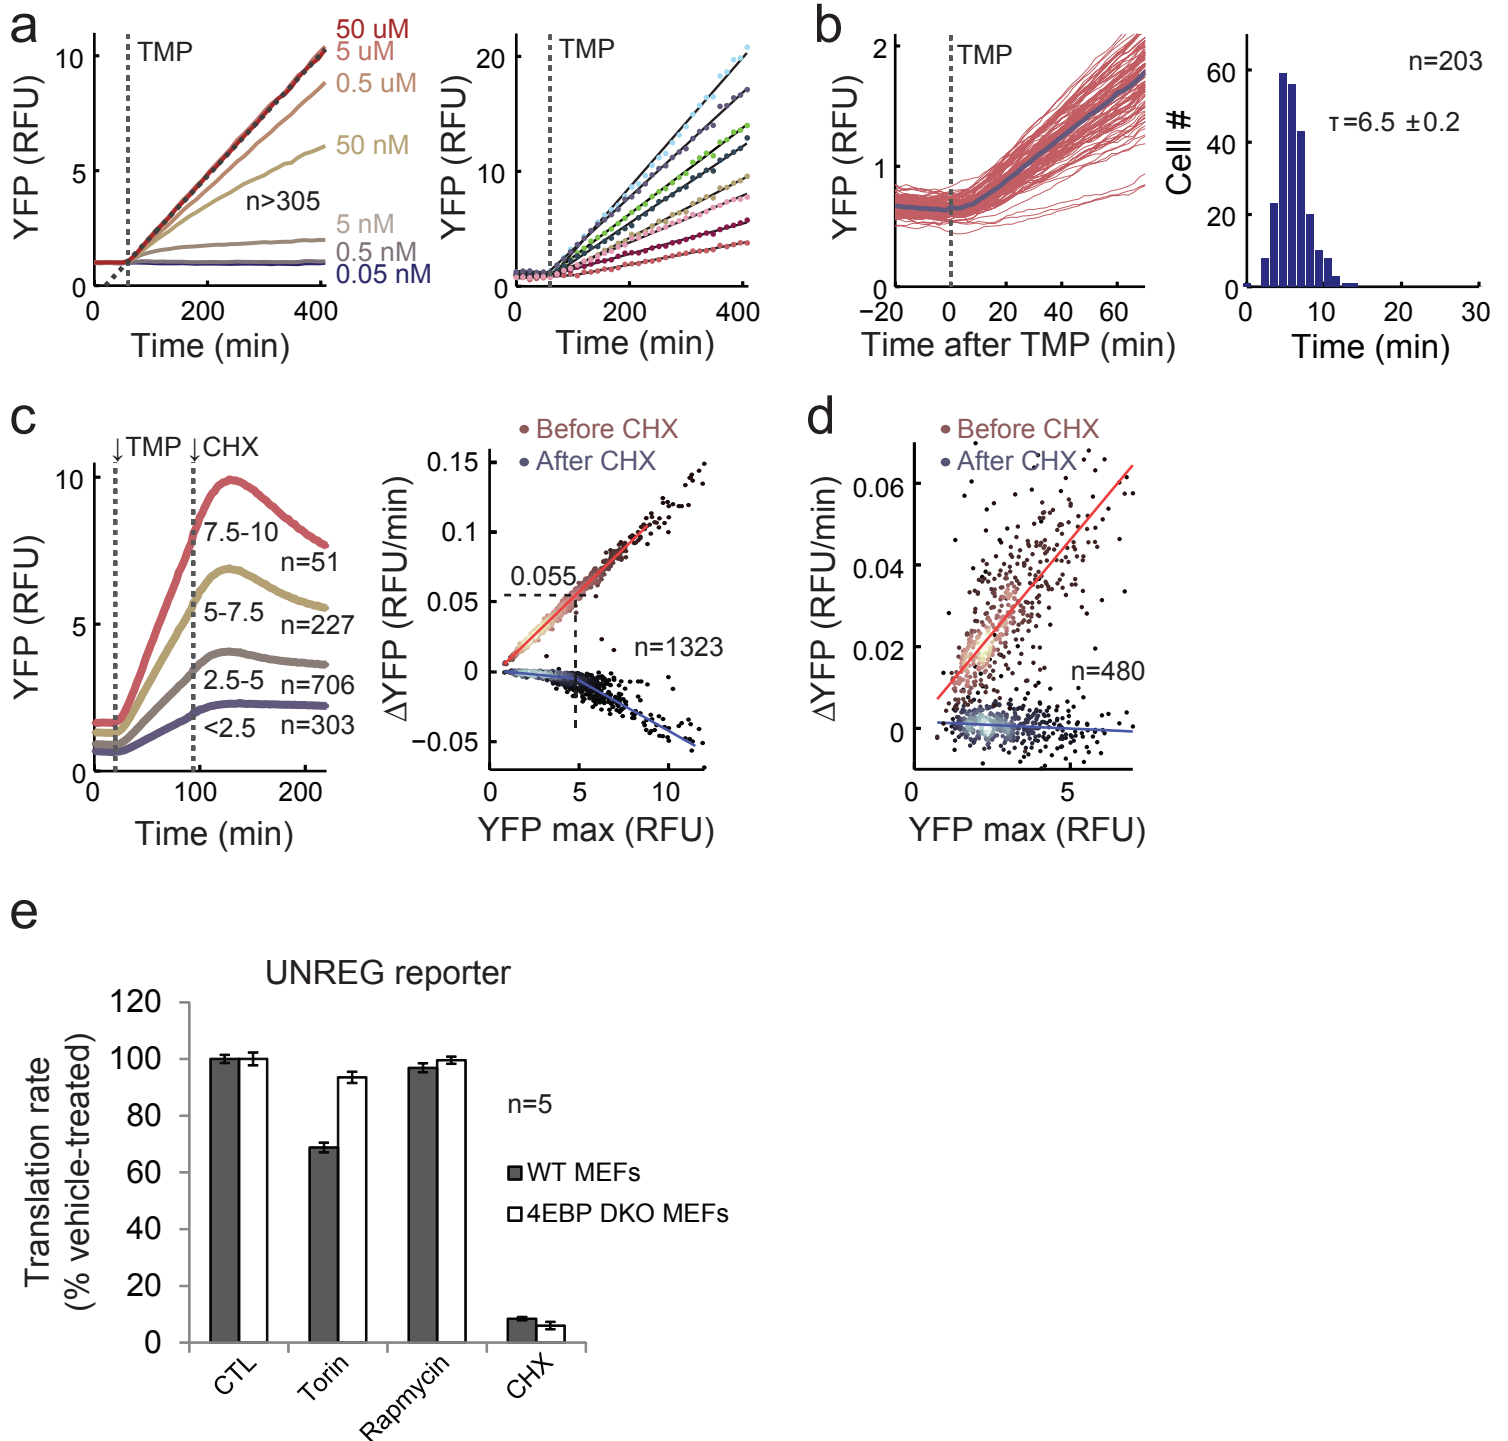 a
YFP (RFU)
10
5
0
TMP
50 uM
5 uM
0.5 uM
50 nM
n>305
5 nM
0.5 nM
0.05 nM
0
200
400
Time (min)
YFP (RFU)
20
10
0
TMP
0
200
400
Time (min)
b
YFP (RFU)
2
1
0
TMP
−20
0
20
40
60
Time after TMP (min)
Cell #
60
40
20
0
n=203
τ=6.5 ±0.2
0
10
20
30
Time (min)
c
YFP (RFU)
10
5
0
↓TMP
↓CHX
7.5-10
n=51
5-7.5
n=227
2.5-5
n=706
<2.5
n=303
0
100
200
Time (min)
Before CHX
After CHX
ΔYFP (RFU/min)
0.15
0.1
0.05
0
−0.05
0.055
n=1323
0
5
10
YFP max (RFU)
d
Before CHX
After CHX
ΔYFP (RFU/min)
0.06
0.04
0.02
0
n=480
0
5
YFP max (RFU)
e
UNREG reporter
Translation rate
(% vehicle-treated)
120
100
80
60
40
20
0
n=5
WT MEFs
4EBP DKO MEFs
CTL
Torin
Rapmycin
CHX